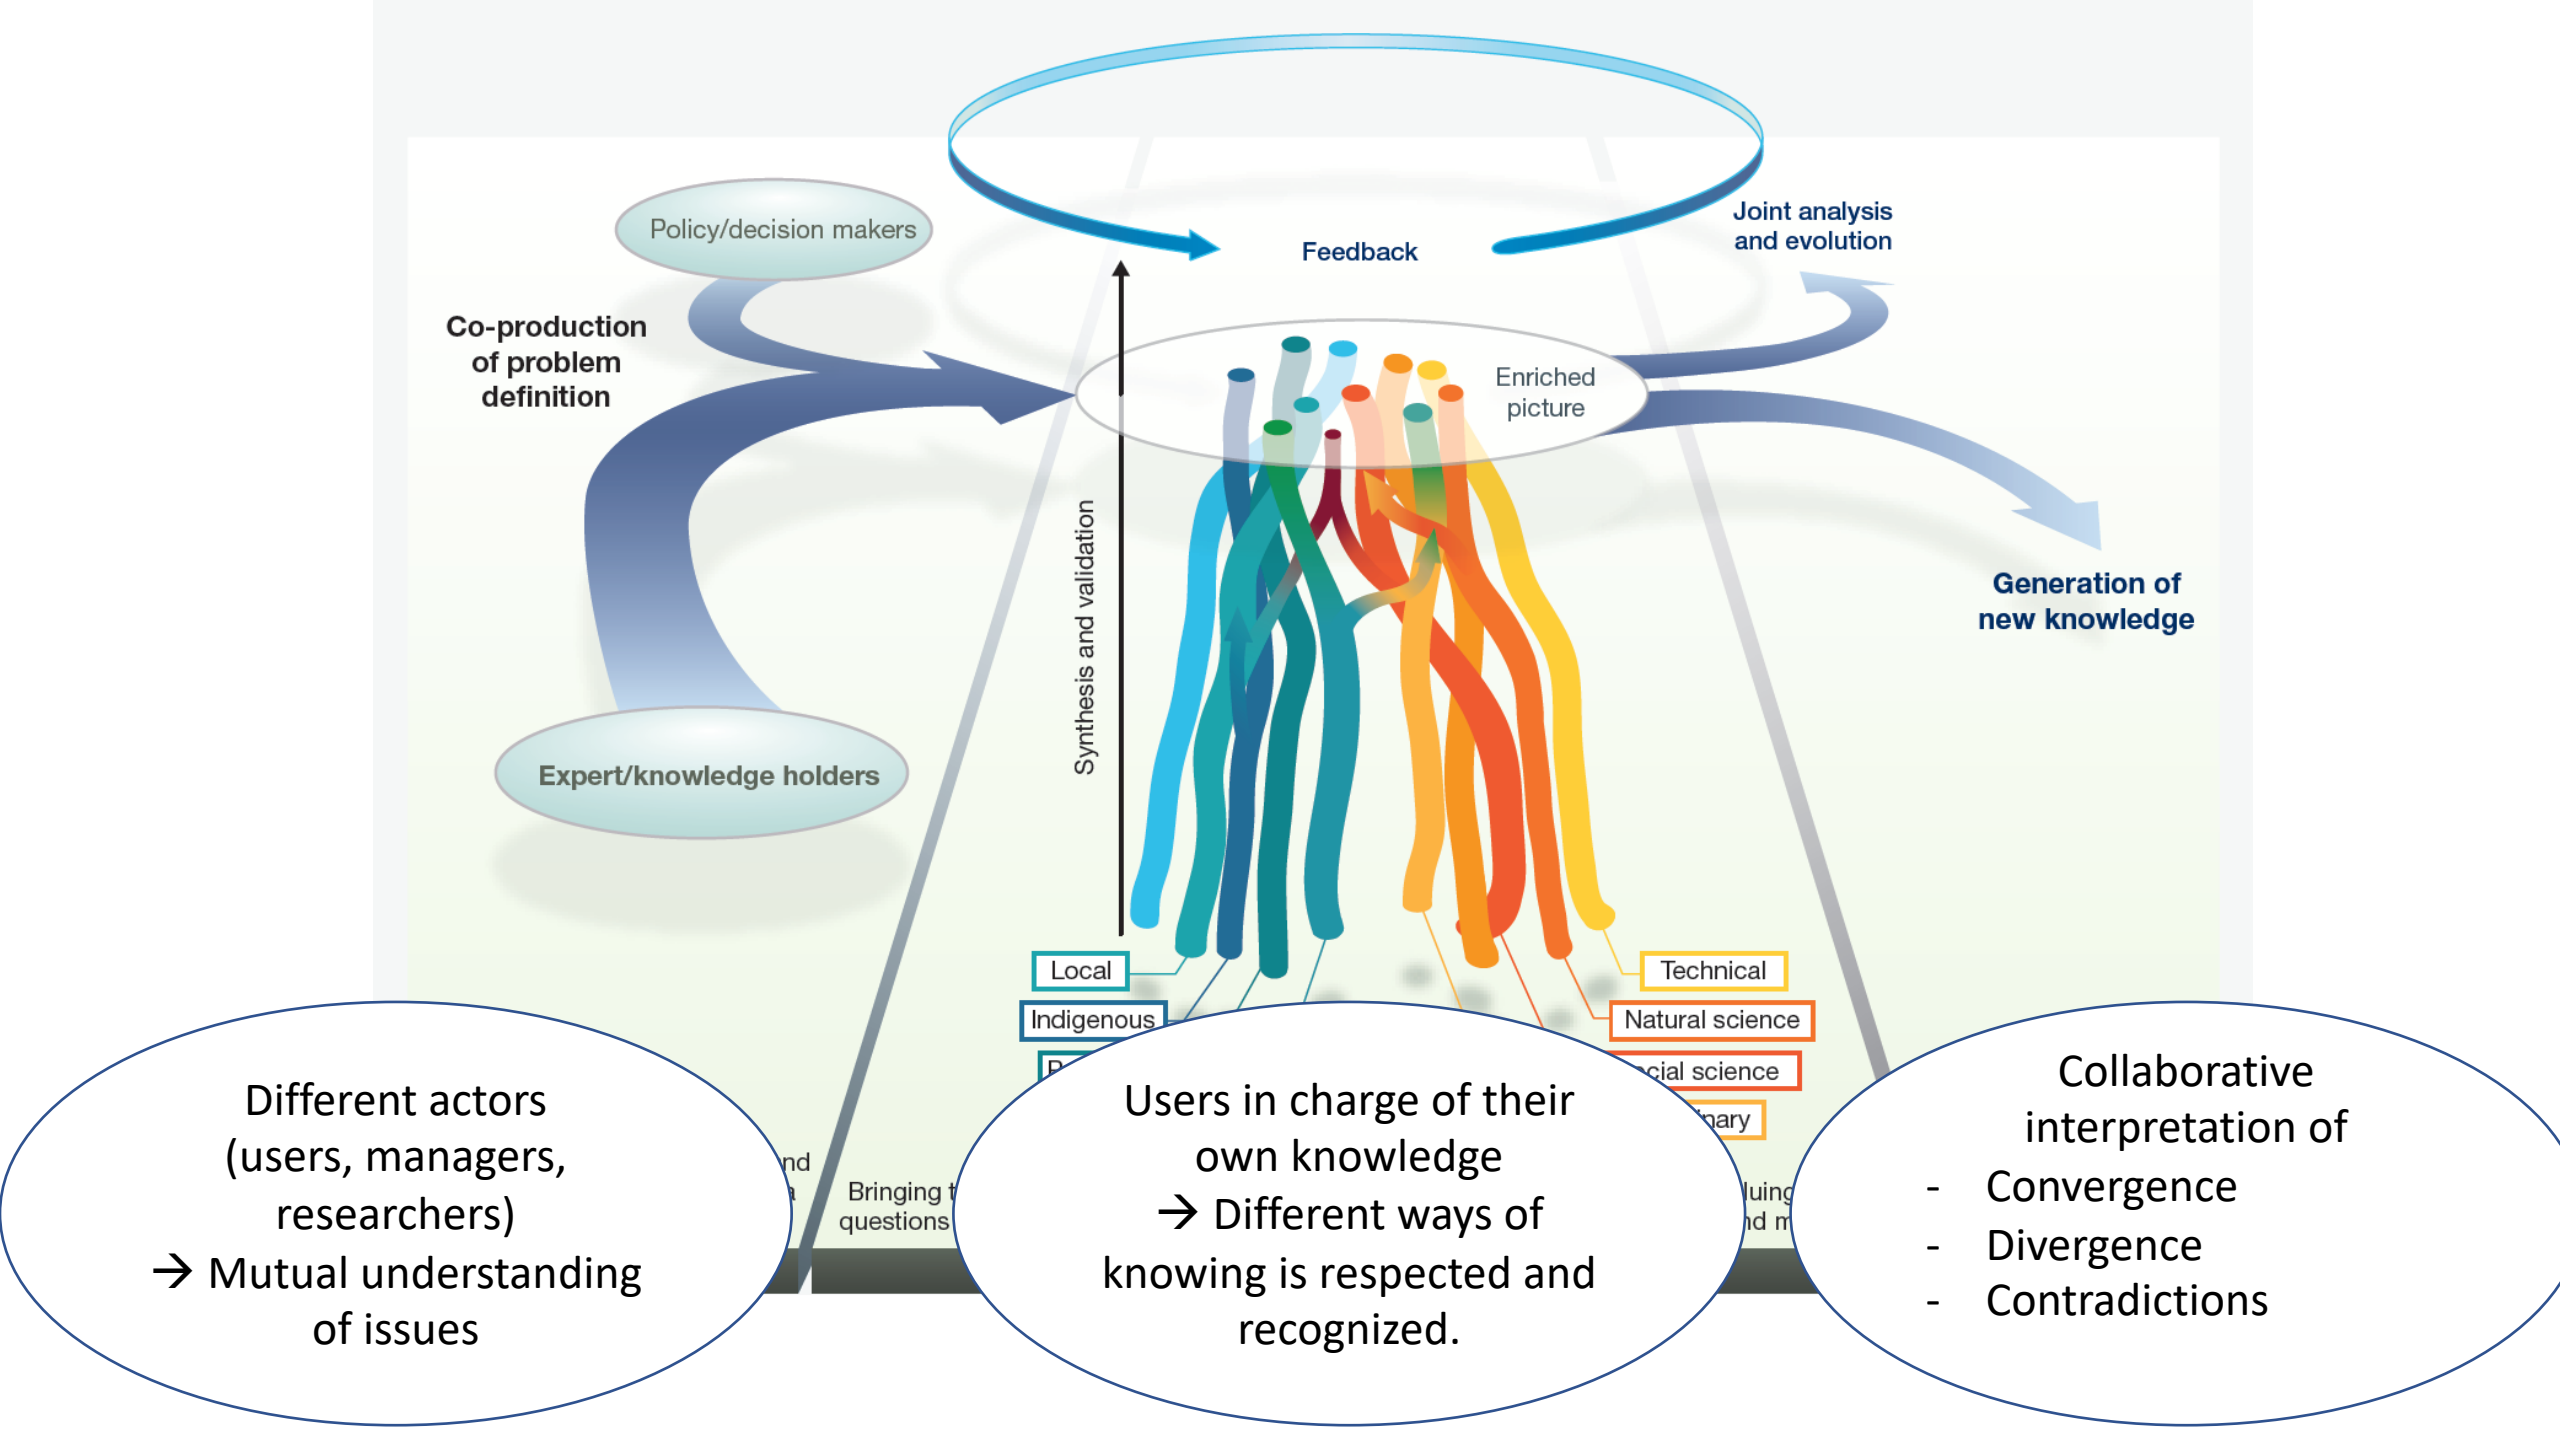 Policy/decision makers
Co-production
of problem
definition
Expert/knowledge holders
Feedback
Joint analysis
and evolution
Enriched
picture
Generation of
new knowledge
Synthesis and validation
Local
Indigenous
Technical
Natural science
science
Bringing
questions
Different actors
(users, managers,
researchers)
→ Mutual understanding
of issues
Users in charge of their
own knowledge
→ Different ways of
knowing is respected and
recognized.
Collaborative
interpretation of
- Convergence
- Divergence
- Contradictions